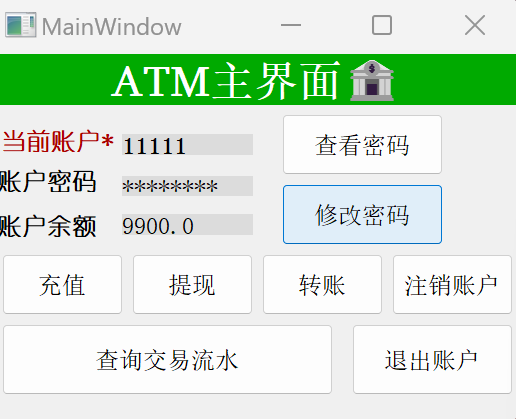 MainWindow
ATM主界面🏦
当前账户* 11111 查看密码
账户密码 ********
修改密码
账户余额 9900.0
充值 提现 转账 注销账户
查询交易流水 退出账户